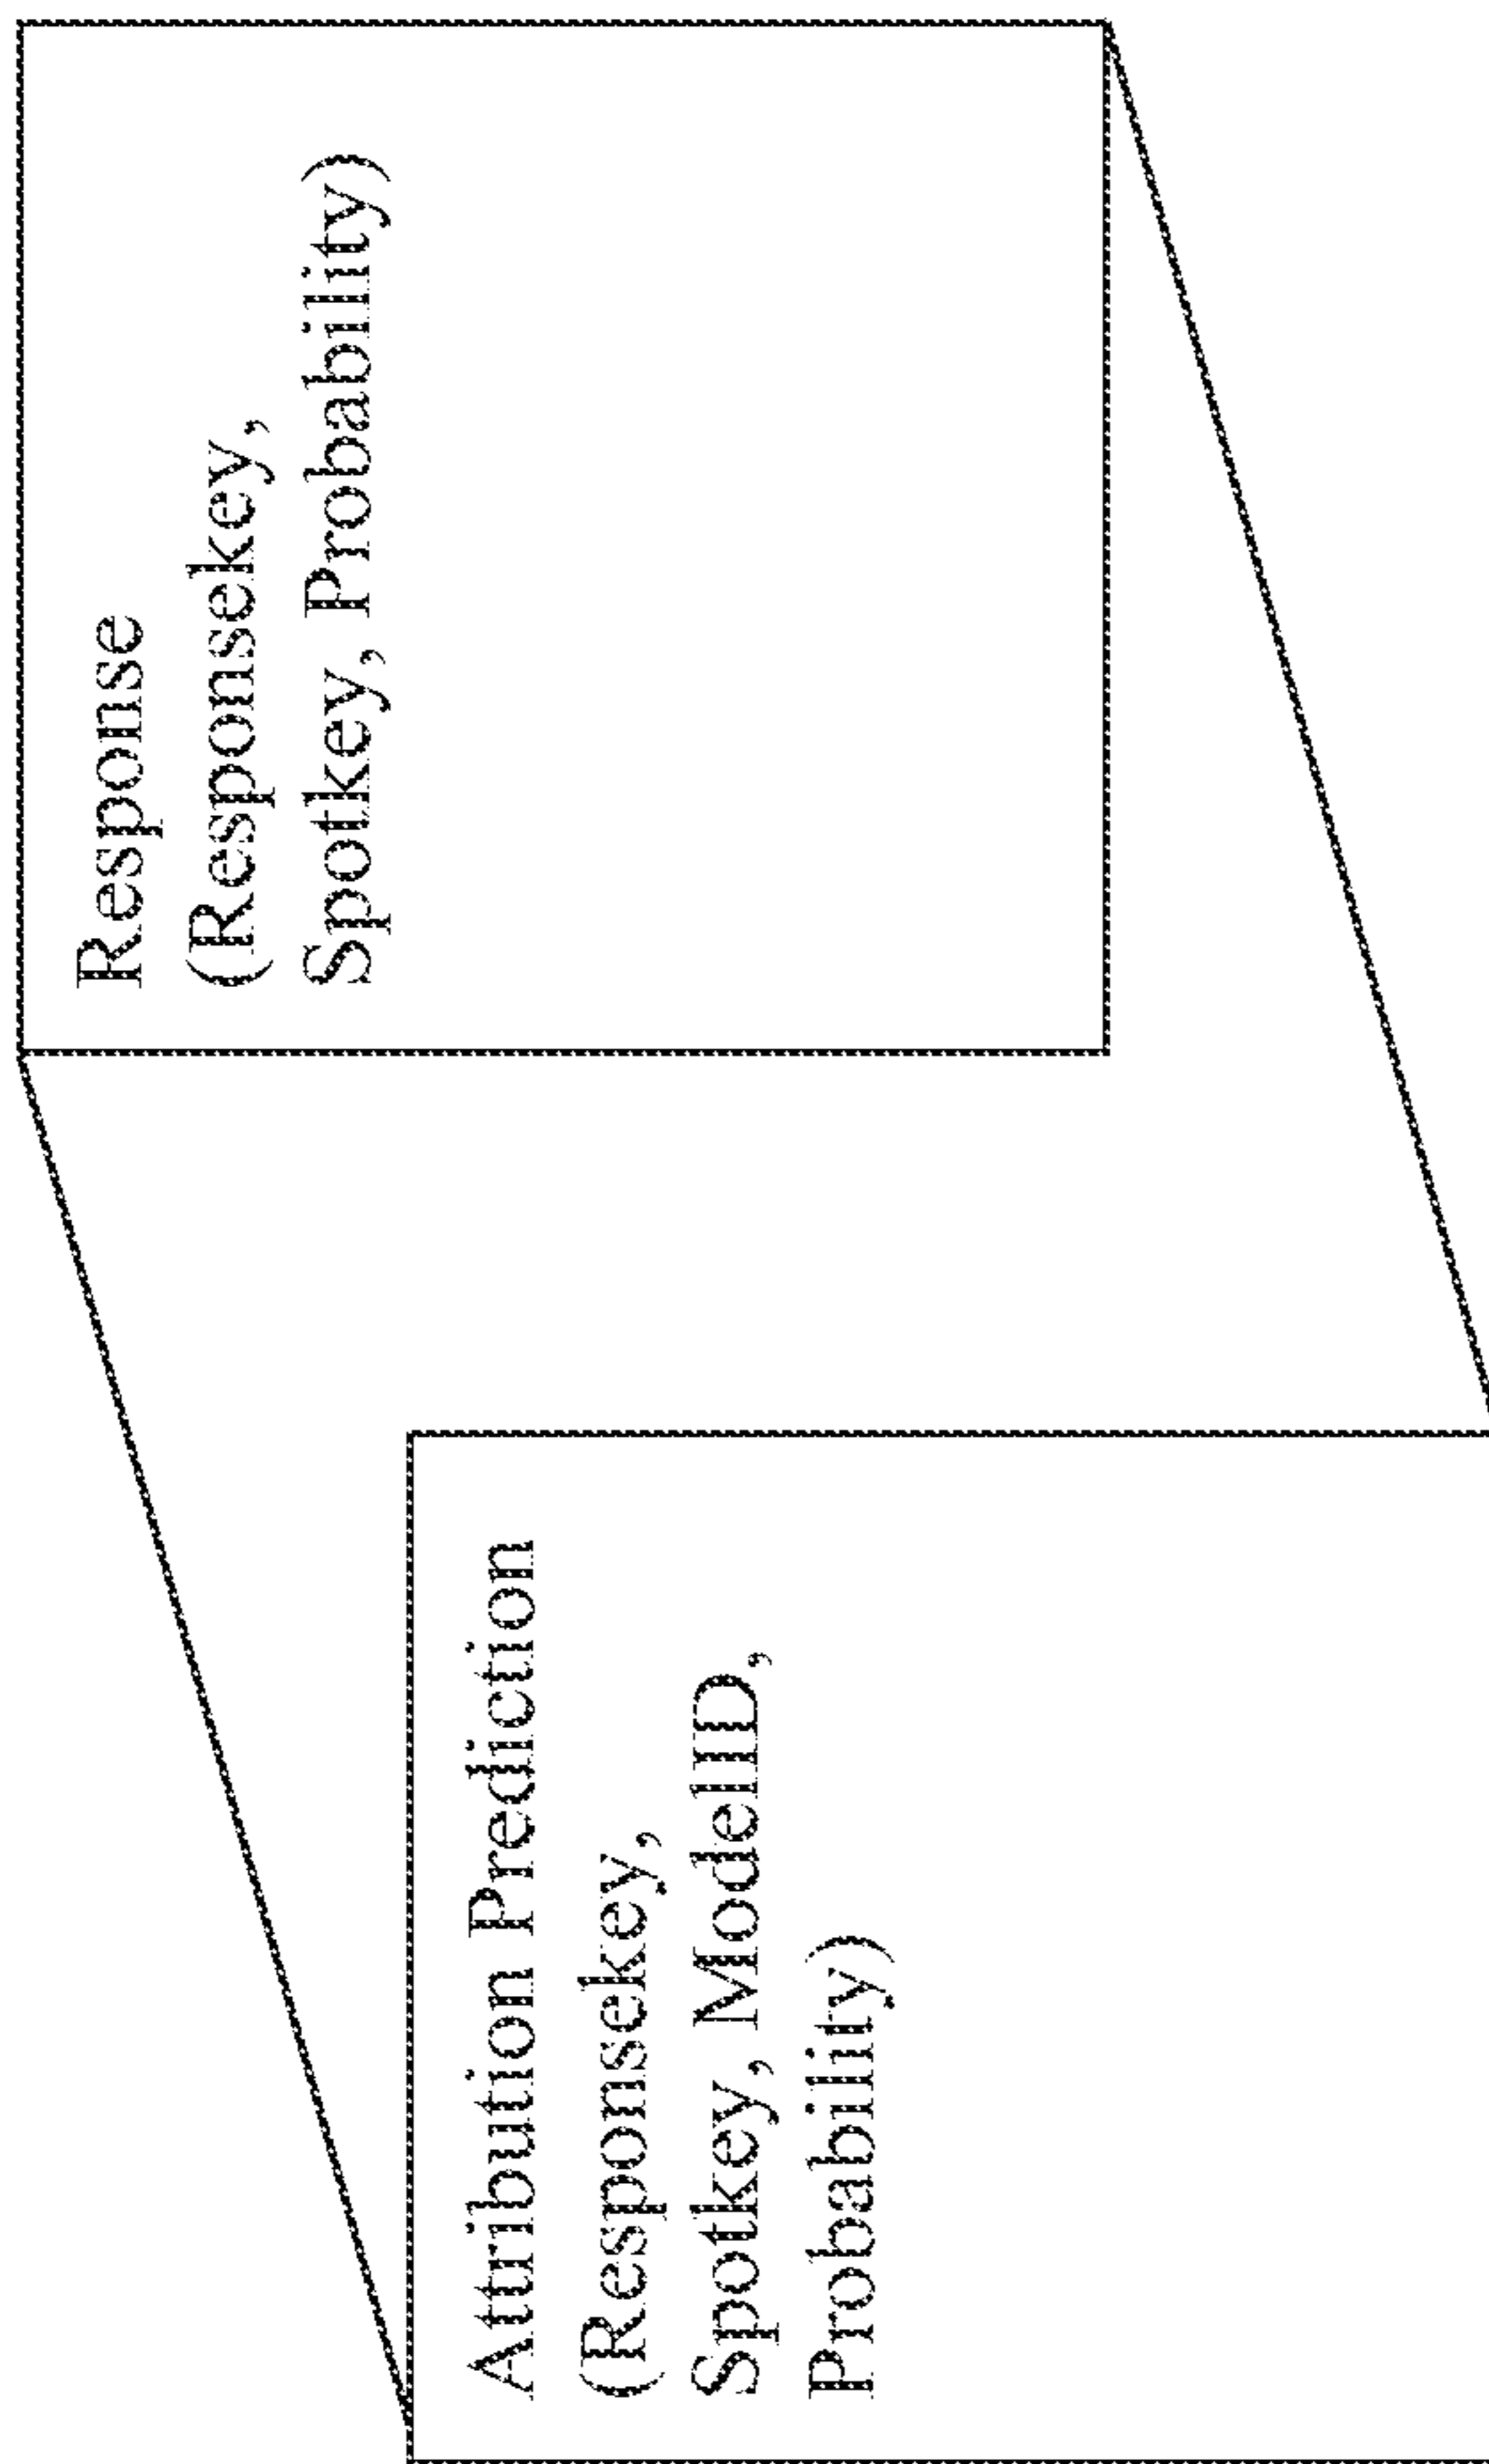 Attribution Prediction
(Responsekey,
Spotkey, ModelID,
Probability)
Response
(Responsekey,
Spotkey, Probability)